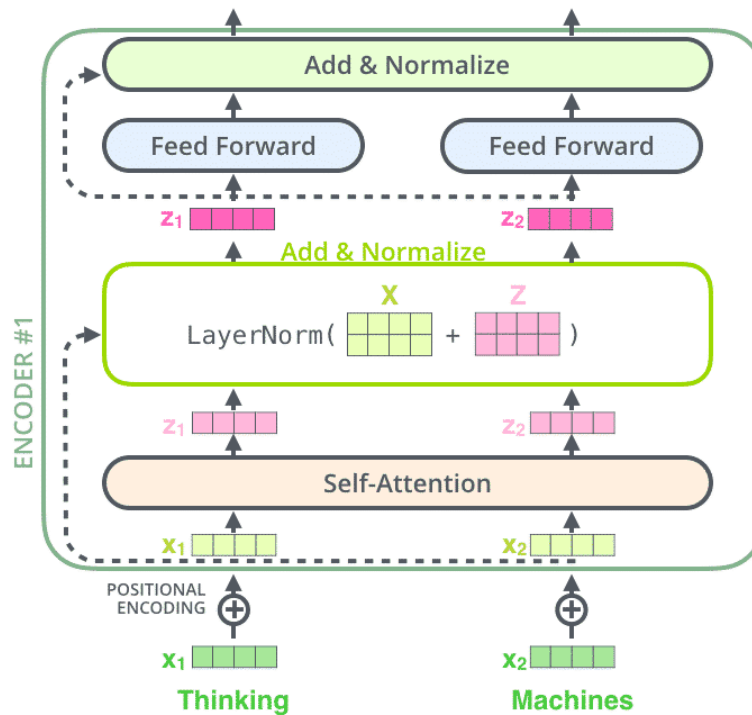 Add & Normalize
Feed Forward Feed Forward
z₁ z₂
Add & Normalize
X Z
LayerNorm( + )
ENCODER #1
z₁ z₂
Self-Attention
x₁ x₂
POSITIONAL
ENCODING
x₁ x₂
Thinking Machines